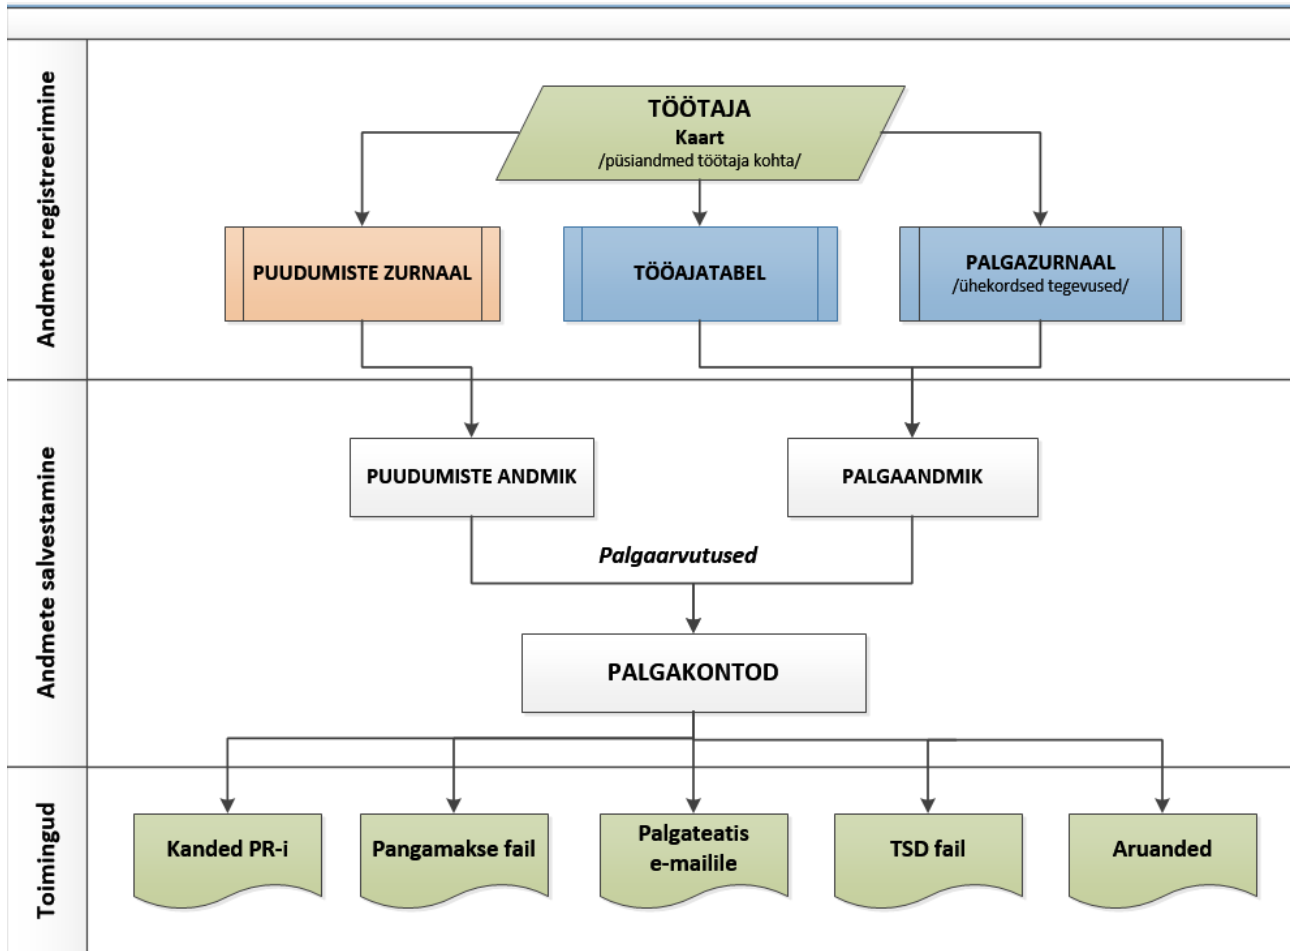 Andmete registreerimine
TÖÖTAJA
Kaart
/püsiandmed töötaja kohta/
PUUDUMISTE ZURNAAL
TÖÖAJATABEL
PALGAZURNAAL
/ühekordsed tegevused/
Andmete salvestamine
PUUDUMISTE ANDMIK
PALGAANDMIK
Palgaarvutused
PALGAKONTOD
Toimingud
Kanded PR-i
Pangamakse fail
Palgateatis
e-mailile
TSD fail
Aruanded